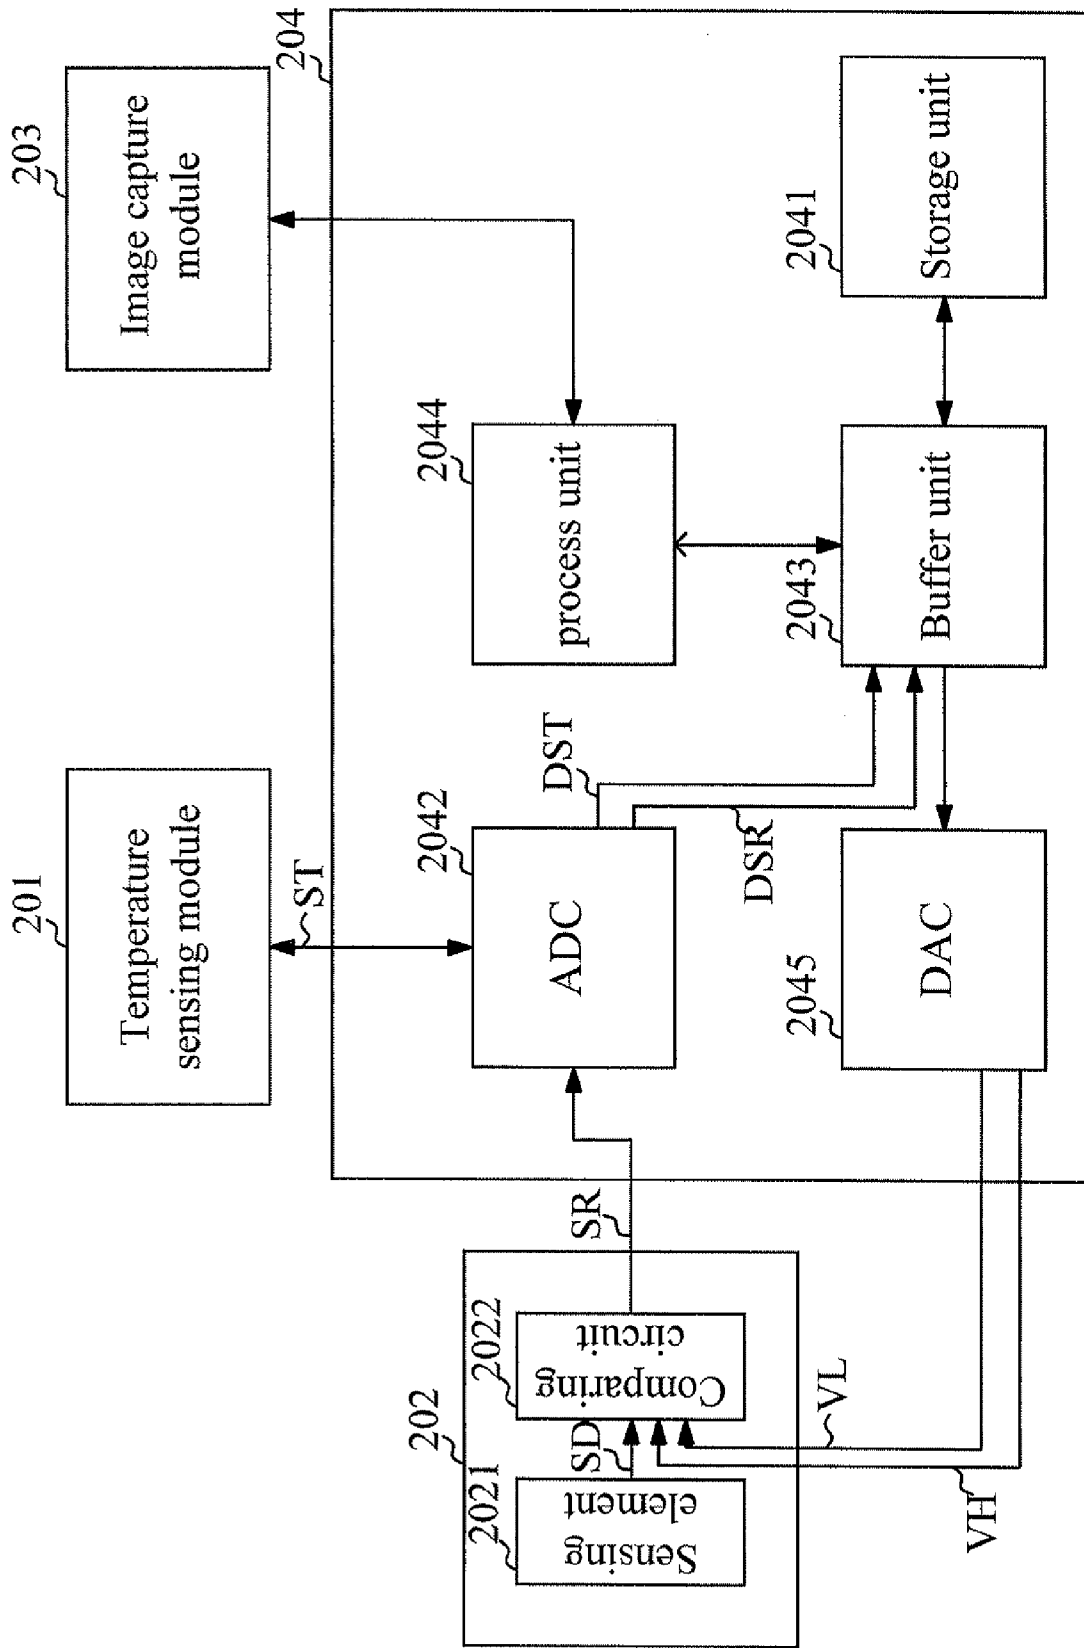 201
Temperature
sensing module
ST
203
Image capture
module
204
202
2021
Sensing
element
SD
2022
Comparing
circuit
SR
2042
ADC
DST
DSR
2044
process unit
VH
VL
2045
DAC
2043
Buffer unit
2041
Storage unit